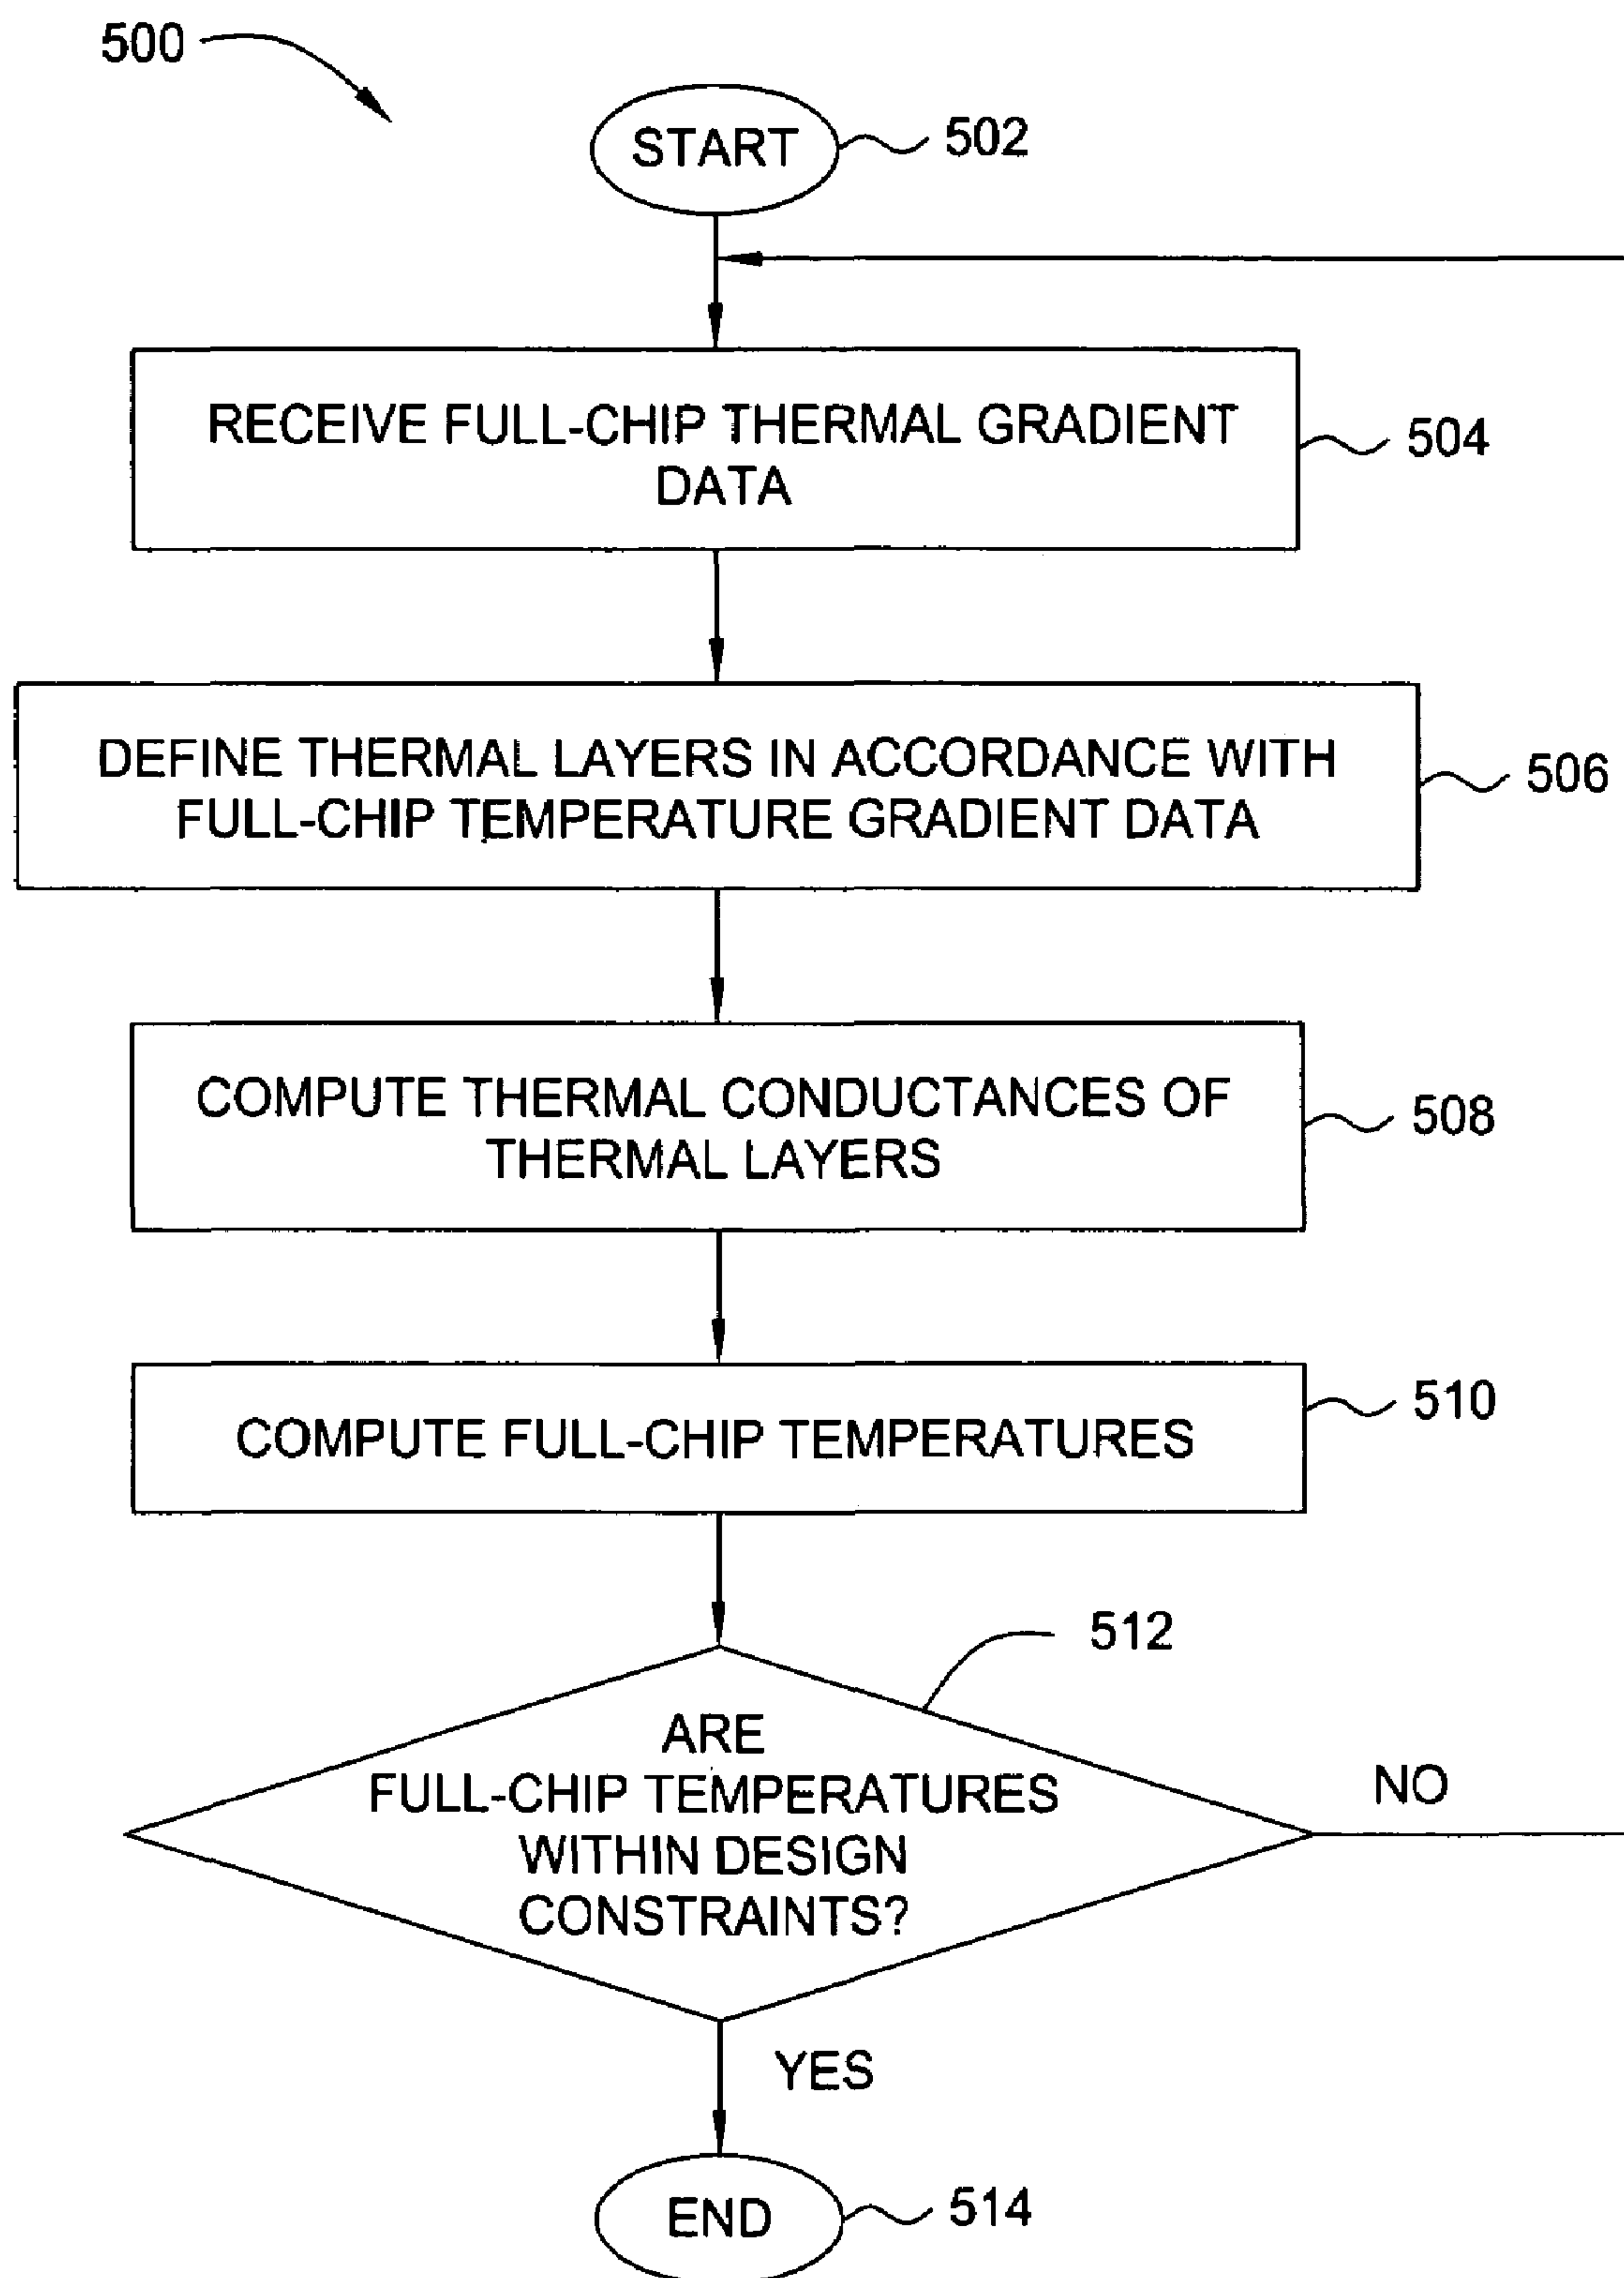 500
START
502
RECEIVE FULL-CHIP THERMAL GRADIENT
DATA
504
DEFINE THERMAL LAYERS IN ACCORDANCE WITH
FULL-CHIP TEMPERATURE GRADIENT DATA
506
COMPUTE THERMAL CONDUCTANCES OF
THERMAL LAYERS
508
COMPUTE FULL-CHIP TEMPERATURES
510
512
ARE
FULL-CHIP TEMPERATURES
WITHIN DESIGN
CONSTRAINTS?
NO
YES
END
514